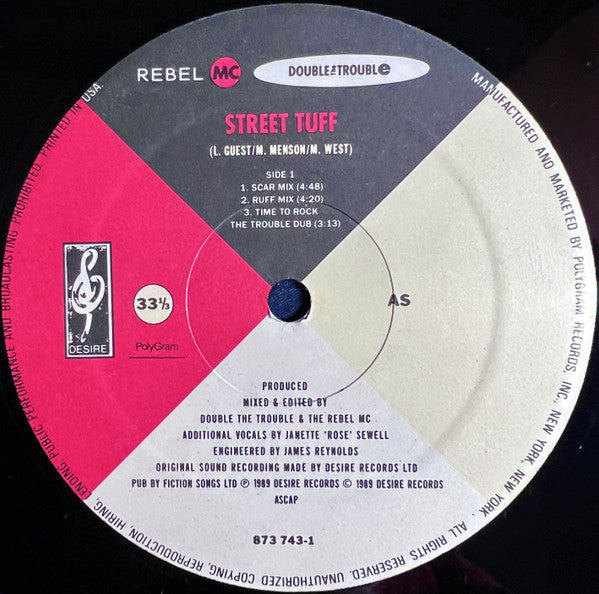 REBEL MC
DOUBLE THE TROUBLE
STREET TUFF
(L. GUEST/M. MENSON/M. WEST)
SIDE 1
1. SCAR MIX (4:48)
2. RUFF MIX (4:20)
3. TIME TO ROCK
THE TROUBLE DUB (3:13)
DESIRE
33⅓
PolyGram
AS
PRODUCED
MIXED & EDITED BY
DOUBLE THE TROUBLE & THE REBEL MC
ADDITIONAL VOCALS BY JANETTE 'ROSE' SEWELL
ENGINEERED BY JAMES REYNOLDS
ORIGINAL SOUND RECORDING MADE BY DESIRE RECORDS LTD
PUB BY FICTION SONGS LTD ℗ 1989 DESIRE RECORDS © 1989 DESIRE RECORDS
ASCAP
873 743-1
MANUFACTURED AND MARKETED BY POLYGRAM RECORDS, INC., NEW YORK, NEW YORK. ALL RIGHTS RESERVED. UNAUTHORIZED COPYING, REPRODUCTION, HIRING, LENDING, PUBLIC PERFORMANCE AND BROADCASTING PROHIBITED. PRINTED IN USA.